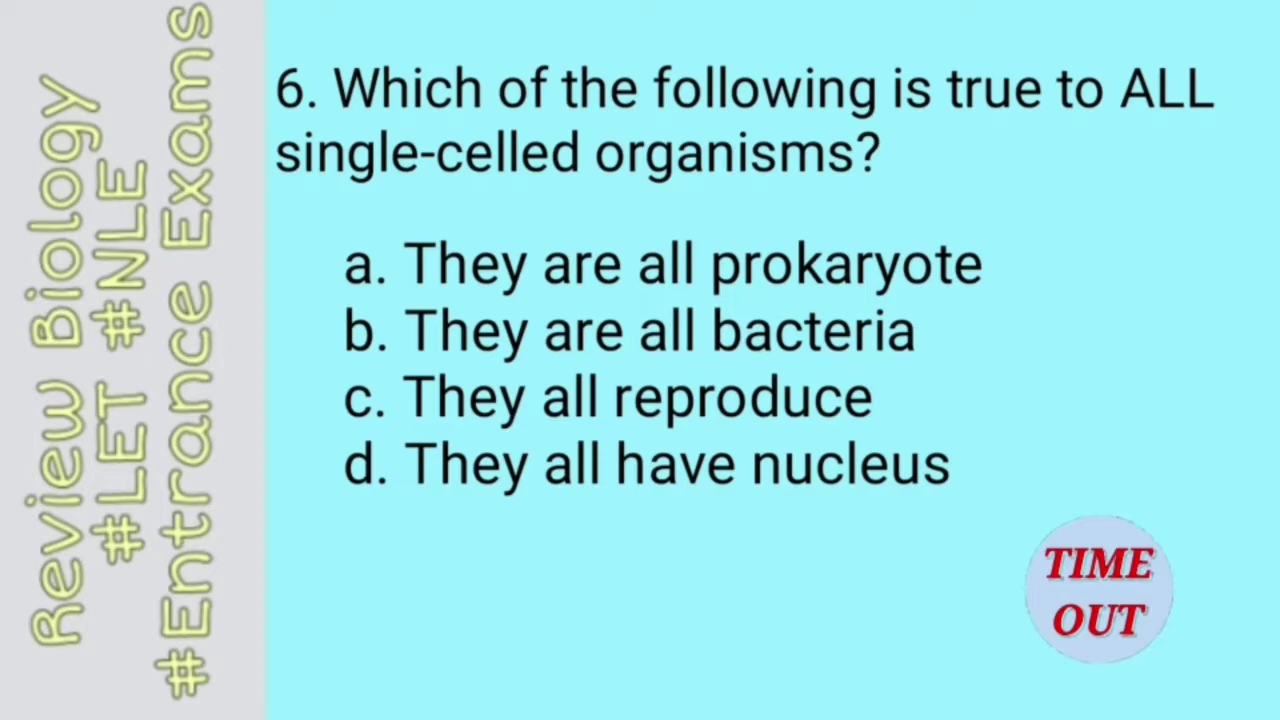 Review Biology
#LET #NLE
#Entrance Exams
6. Which of the following is true to ALL
single-celled organisms?
a. They are all prokaryote
b. They are all bacteria
c. They all reproduce
d. They all have nucleus
TIME
OUT